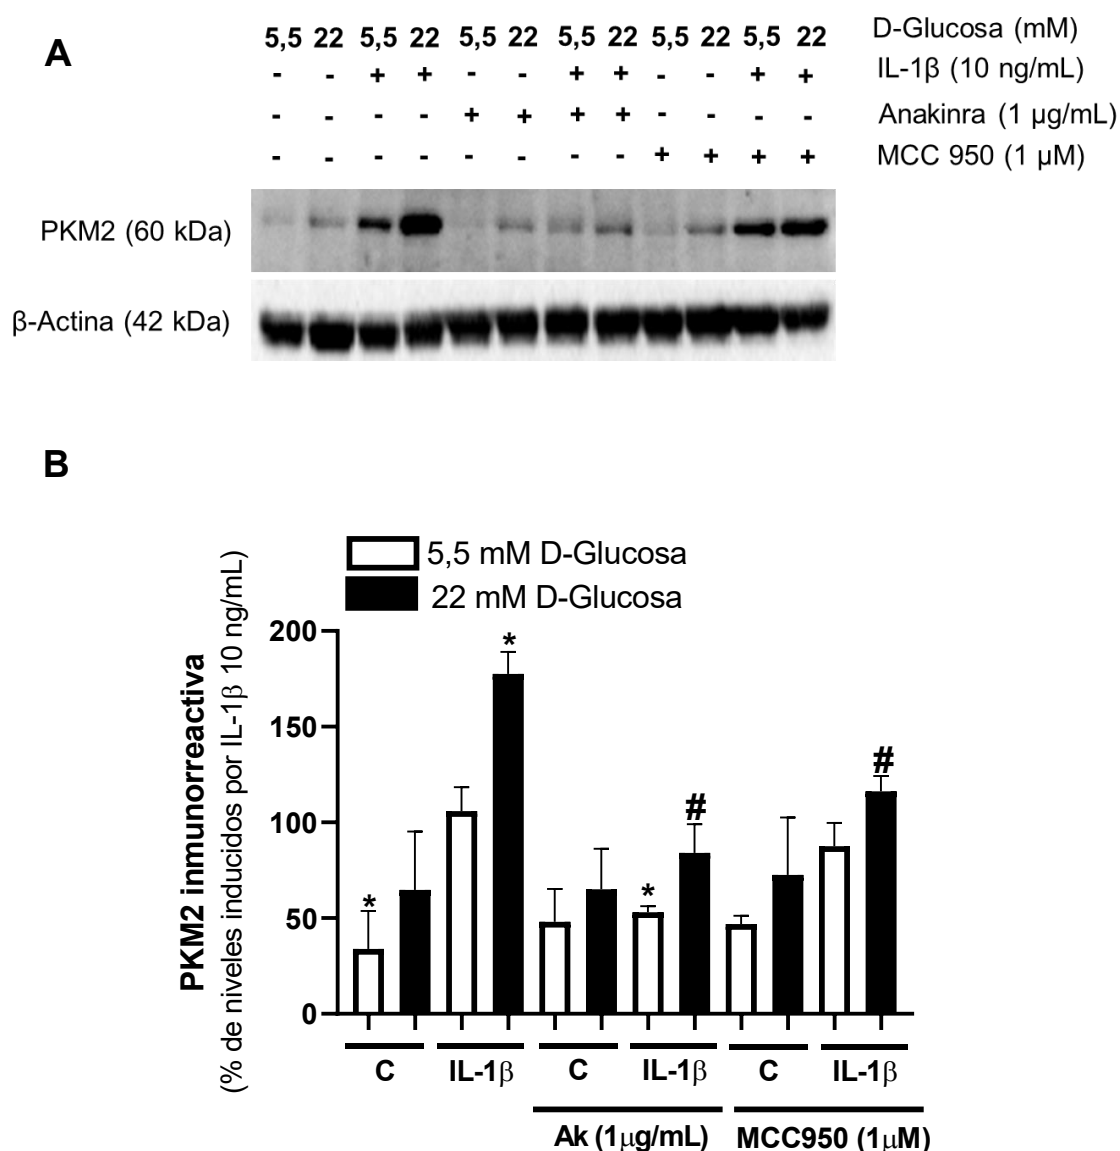 A
5,5 22 5,5 22 5,5 22 5,5 22 5,5 22 5,5 22 D-Glucosa (mM)
- - + + - - + + - - + + IL-1β (10 ng/mL)
- - - - + + + + - - - - Anakinra (1 µg/mL)
- - - - - - - - + + + + MCC 950 (1 µM)
PKM2 (60 kDa)
β-Actina (42 kDa)
B
5,5 mM D-Glucosa
22 mM D-Glucosa
PKM2 inmunorreactiva
(% de niveles inducidos por IL-1β 10 ng/mL)
200
150
100
50
0
*
*
*
#
#
C IL-1β C IL-1β C IL-1β
Ak (1µg/mL) MCC950 (1µM)